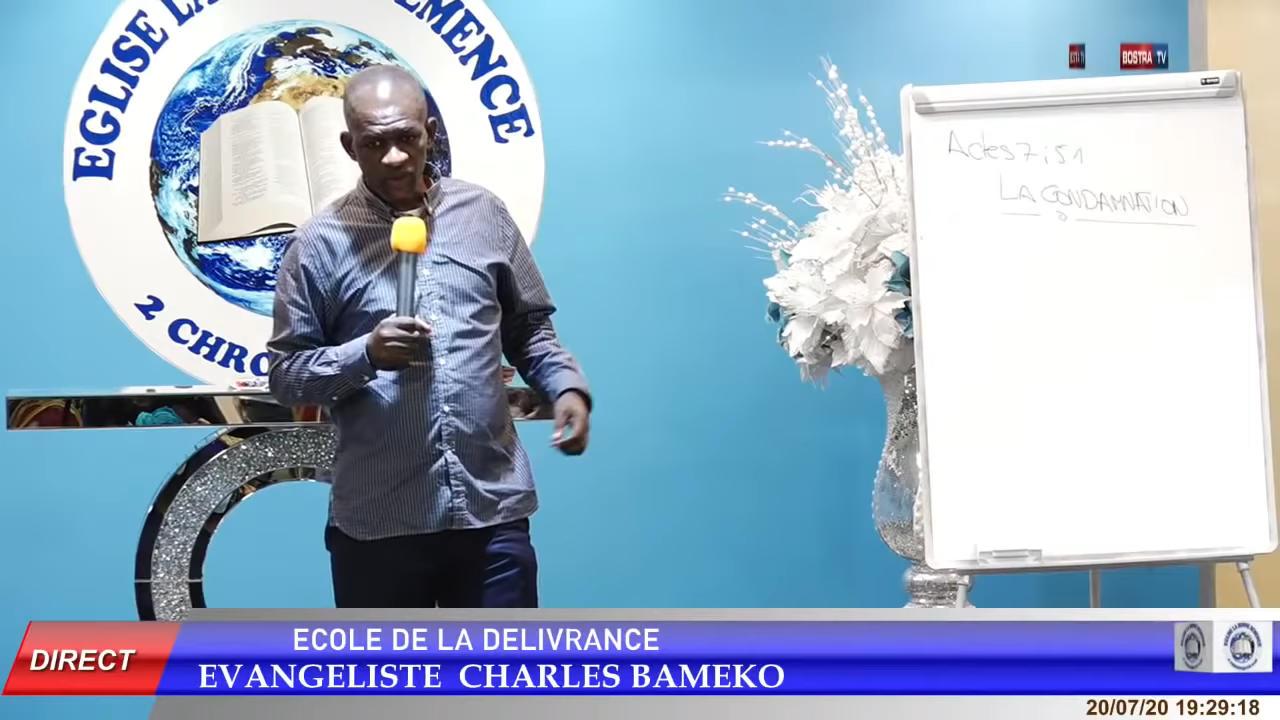 EGLISE LA
EMENCE
2 CHRO
BOSTRA TV
Actes 7:51
LA CONDAMNATION
DIRECT
ECOLE DE LA DELIVRANCE
EVANGELISTE CHARLES BAMEKO
20/07/20 19:29:18